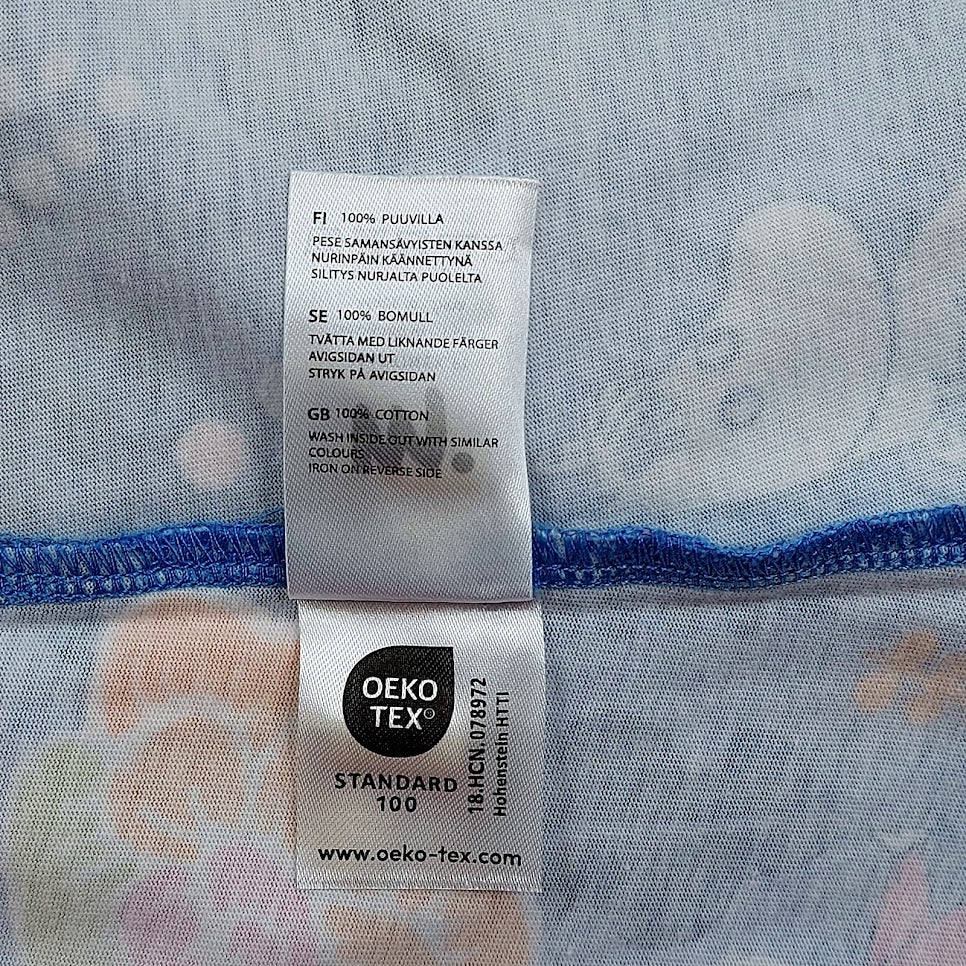 FI 100% PUUVILLA
PESE SAMANSÄVYISTEN KANSSA
NURINPÄIN KÄÄNNETTYNÄ
SILITYS NURJALTA PUOLELTA
SE 100% BOMULL
TVÄTTA MED LIKNANDE FÄRGER
AVIGSIDAN UT
STRYK PÅ AVIGSIDAN
GB 100% COTTON
WASH INSIDE OUT WITH SIMILAR
COLOURS
IRON ON REVERSE SIDE
OEKO
TEX®
STANDARD
100
18.HCN.078972
Hohenstein HTTI
www.oeko-tex.com